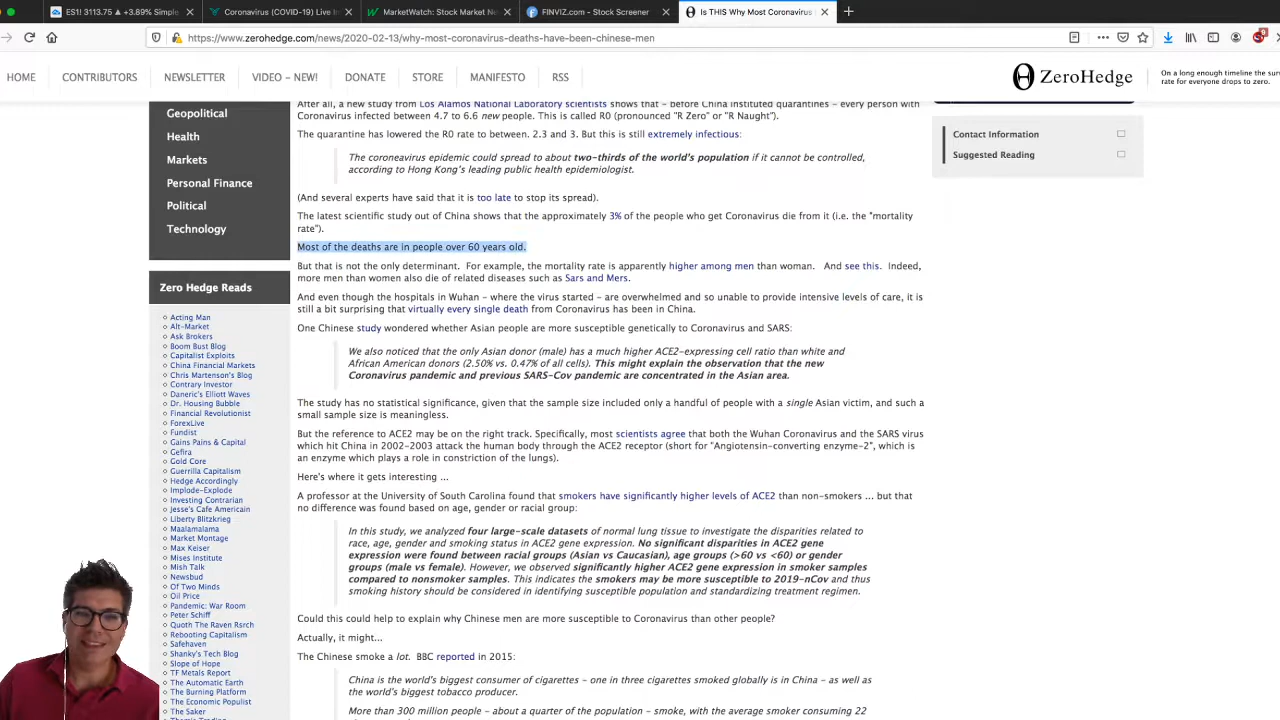 ES1! 3113.75 ▲ +3.89% Simple
Coronavirus (COVID-19) Live In
MarketWatch: Stock Market Ne
FINVIZ.com - Stock Screener
Is THIS Why Most Coronavirus
https://www.zerohedge.com/news/2020-02-13/why-most-coronavirus-deaths-have-been-chinese-men
HOME CONTRIBUTORS NEWSLETTER VIDEO – NEW! DONATE STORE MANIFESTO RSS
ZeroHedge
On a long enough timeline the sur
rate for everyone drops to zero.
Geopolitical
Health
Markets
Personal Finance
Political
Technology
Zero Hedge Reads
Acting Man
Alt-Market
Ask Brokers
Boom Bust Blog
Capitalist Exploits
China Financial Markets
Chris Martenson's Blog
Contrary Investor
Daneric's Elliott Waves
Dr. Housing Bubble
Financial Revolutionist
ForexLive
Fundist
Gains Pains & Capital
Gefira
Gold Core
Guerrilla Capitalism
Hedge Accordingly
Implode-Explode
Investing Contrarian
Jesse's Cafe Americain
Liberty Blitzkrieg
Maalamalama
Market Montage
Max Keiser
Mises Institute
Mish Talk
Newsbud
Of Two Minds
Oil Price
Pandemic: War Room
Peter Schiff
Quoth The Raven Rsrch
Rebooting Capitalism
Safehaven
Shanky's Tech Blog
Slope of Hope
TF Metals Report
The Automatic Earth
The Burning Platform
The Economic Populist
The Saker
After all, a new study from Los Alamos National Laboratory scientists shows that – before China instituted quarantines – every person with
Coronavirus infected between 4.7 to 6.6 new people. This is called R0 (pronounced "R Zero" or "R Naught").
The quarantine has lowered the R0 rate to between. 2.3 and 3. But this is still extremely infectious:
The coroneavirus epidemic could spread to about two-thirds of the world's population if it cannot be controlled,
according to Hong Kong's leading public health epidemiologist.
(And several experts have said that it is too late to stop its spread).
The latest scientific study out of China shows that the approximately 3% of the people who get Coronavirus die from it (i.e. the "mortality
rate").
Most of the deaths are in people over 60 years old.
But that is not the only determinant. For example, the mortality rate is apparently higher among men than woman. And see this. Indeed,
more men than women also die of related diseases such as Sars and Mers.
And even though the hospitals in Wuhan – where the virus started – are overwhelmed and so unable to provide intensive levels of care, it is
still a bit surprising that virtually every single death from Coronavirus has been in China.
One Chinese study wondered whether Asian people are more susceptible genetically to Coronavirus and SARS:
We also noticed that the only Asian donor (male) has a much higher ACE2-expressing cell ratio than white and
African American donors (2.50% vs. 0.47% of all cells). This might explain the observation that the new
Coronavirus pandemic and previous SARS-Cov pandemic are concentrated in the Asian area.
The study has no statistical significance, given that the sample size included only a handful of people with a single Asian victim, and such a
small sample size is meaningless.
But the reference to ACE2 may be on the right track. Specifically, most scientists agree that both the Wuhan Coronavirus and the SARS virus
which hit China in 2002-2003 attack the human body through the ACE2 receptor (short for "Angiotensin-converting enzyme-2", which is
an enzyme which plays a role in constriction of the lungs).
Here's where it gets interesting ...
A professor at the University of South Carolina found that smokers have significantly higher levels of ACE2 than non-smokers ... but that
no difference was found based on age, gender or racial group:
In this study, we analyzed four large-scale datasets of normal lung tissue to investigate the disparities related to
race, age, gender and smoking status in ACE2 gene expression. No significant disparities in ACE2 gene
expression were found between racial groups (Asian vs Caucasian), age groups (>60 vs <60) or gender
groups (male vs female). However, we observed significantly higher ACE2 gene expression in smoker samples
compared to nonsmoker samples. This indicates the smokers may be more susceptible to 2019-nCov and thus
smoking history should be considered in identifying susceptible population and standardizing treatment regimen.
Could this could help to explain why Chinese men are more susceptible to Coronavirus than other people?
Actually, it might...
The Chinese smoke a lot. BBC reported in 2015:
China is the world's biggest consumer of cigarettes – one in three cigarettes smoked globally is in China – as well as
the world's biggest tobacco producer.
More than 300 million people – about a quarter of the population – smoke, with the average smoker consuming 22
Contact Information
Suggested Reading